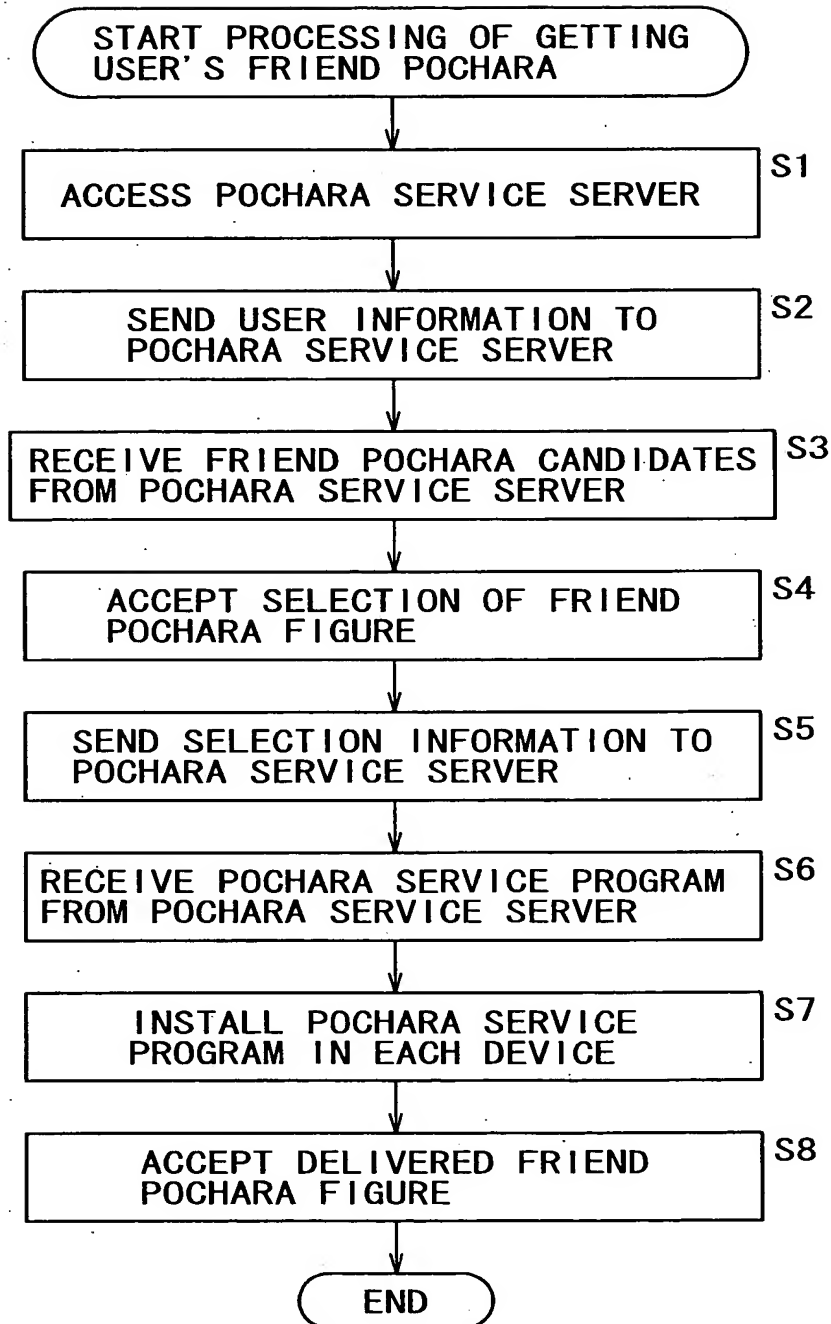 START PROCESSING OF GETTING
USER'S FRIEND POCHARA
S1
ACCESS POCHARA SERVICE SERVER
S2
SEND USER INFORMATION TO
POCHARA SERVICE SERVER
S3
RECEIVE FRIEND POCHARA CANDIDATES
FROM POCHARA SERVICE SERVER
S4
ACCEPT SELECTION OF FRIEND
POCHARA FIGURE
S5
SEND SELECTION INFORMATION TO
POCHARA SERVICE SERVER
S6
RECEIVE POCHARA SERVICE PROGRAM
FROM POCHARA SERVICE SERVER
S7
INSTALL POCHARA SERVICE
PROGRAM IN EACH DEVICE
S8
ACCEPT DELIVERED FRIEND
POCHARA FIGURE
END